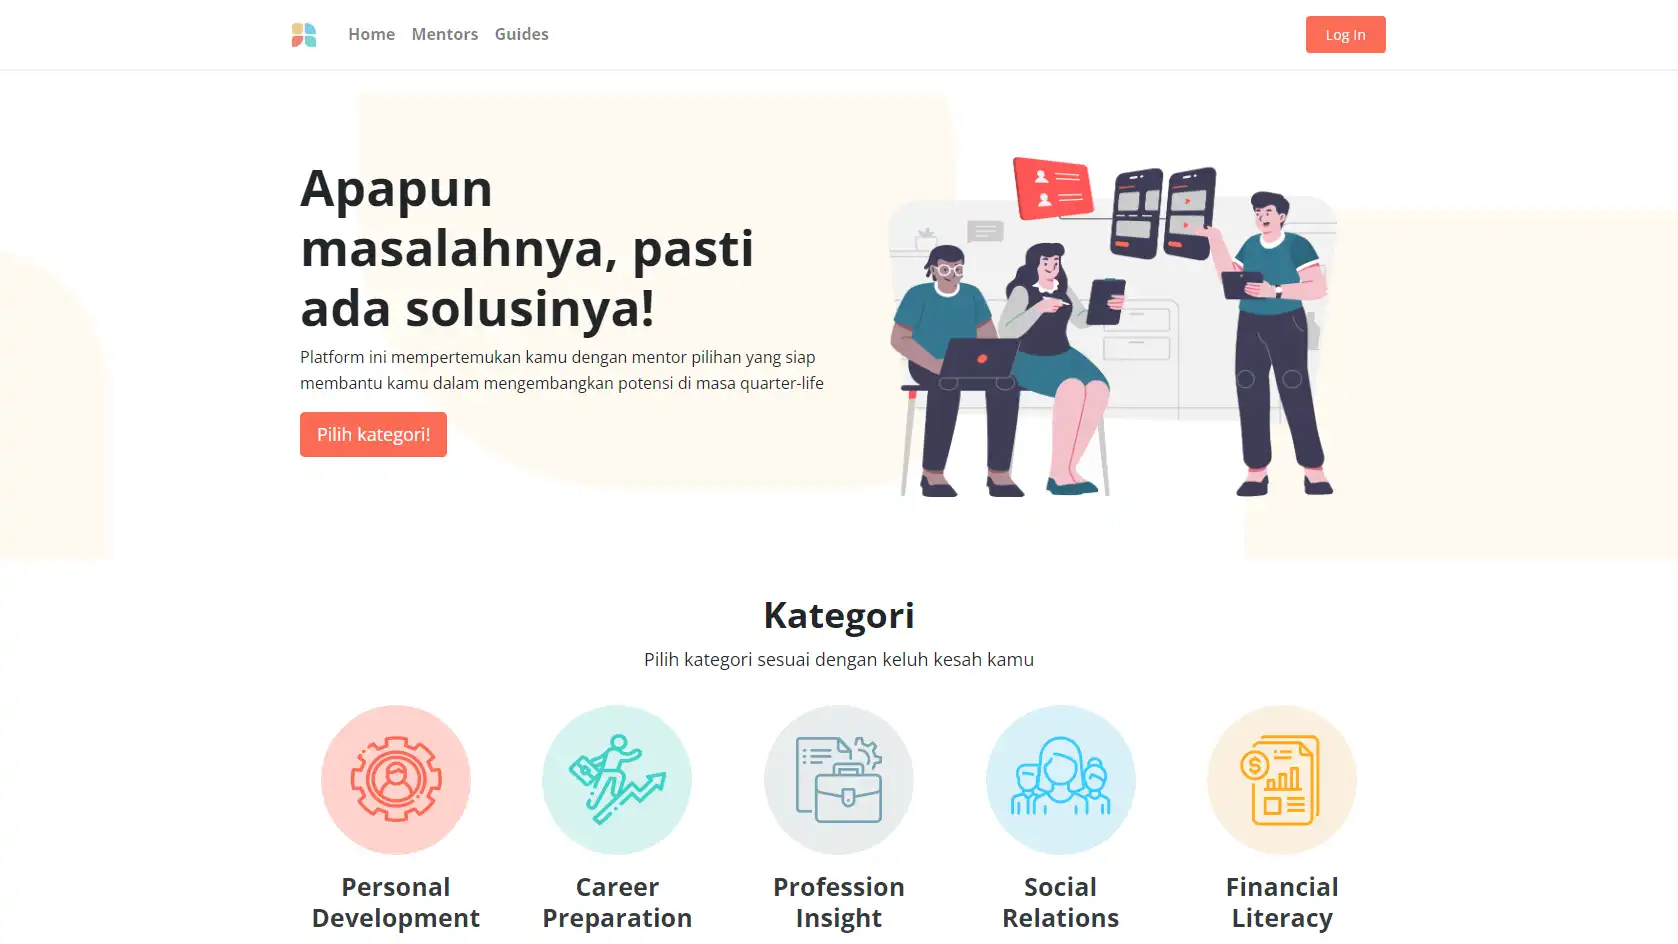 Home Mentors Guides Log In
Apapun
masalahnya, pasti
ada solusinya!
Platform ini mempertemukan kamu dengan mentor pilihan yang siap
membantu kamu dalam mengembangkan potensi di masa quarter-life
Pilih kategori!
Kategori
Pilih kategori sesuai dengan keluh kesah kamu
Personal
Development
Career
Preparation
Profession
Insight
Social
Relations
Financial
Literacy